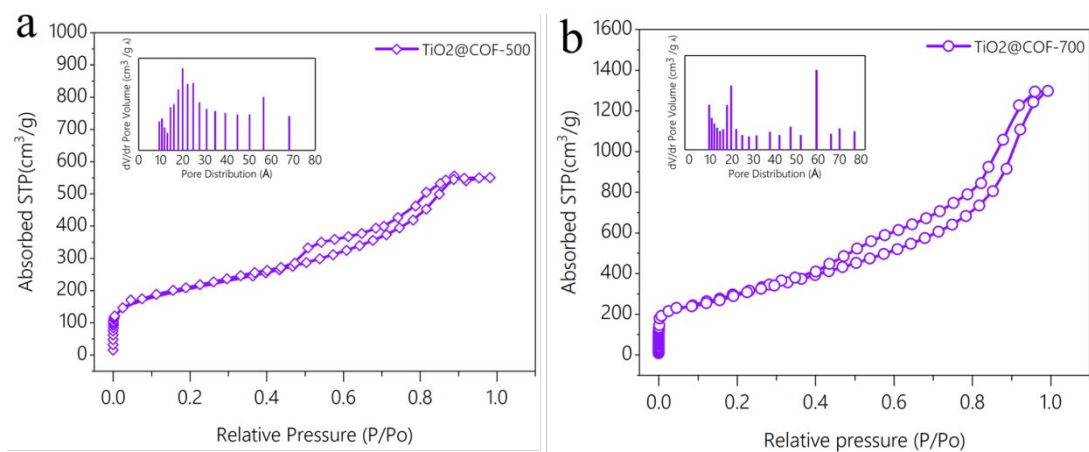 a
TiO2@COF-500
Absorbed STP(cm³/g)
1000
900
800
700
600
500
400
300
200
100
0
0.0 0.2 0.4 0.6 0.8 1.0
Relative Pressure (P/Po)
dV/dr Pore Volume (cm³/g Å)
0 10 20 30 40 50 60 70 80
Pore Distribution (Å)
b
TiO2@COF-700
Absorbed STP(cm³/g)
1600
1400
1200
1000
800
600
400
200
0
0.0 0.2 0.4 0.6 0.8 1.0
Relative pressure (P/Po)
dV/dr Pore Volume (cm³/g Å)
0 10 20 30 40 50 60 70 80
Pore Distribution (Å)